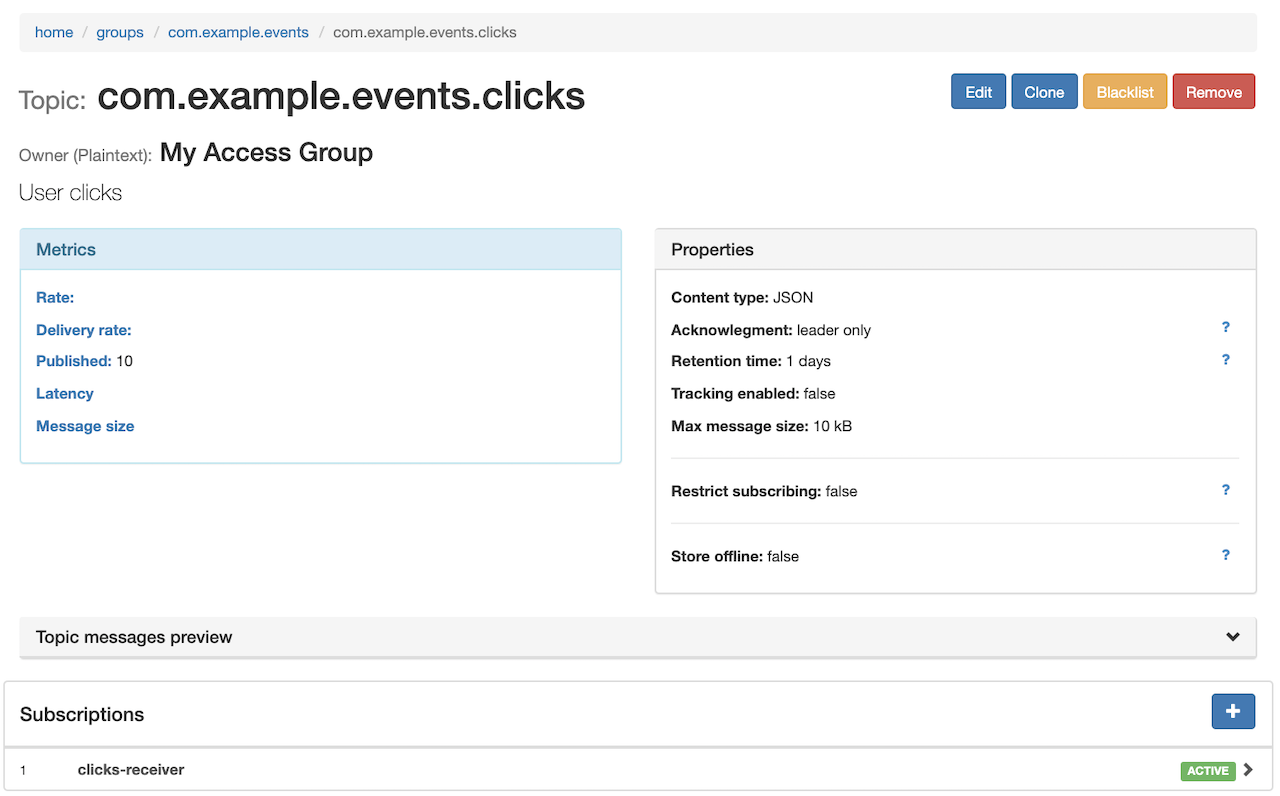 home / groups / com.example.events / com.example.events.clicks
Topic: com.example.events.clicks
Edit Clone Blacklist Remove
Owner (Plaintext): My Access Group
User clicks
Metrics
Rate:
Delivery rate:
Published: 10
Latency
Message size
Properties
Content type: JSON
Acknowlegment: leader only ?
Retention time: 1 days ?
Tracking enabled: false
Max message size: 10 kB
Restrict subscribing: false ?
Store offline: false ?
Topic messages preview
Subscriptions +
1 clicks-receiver ACTIVE